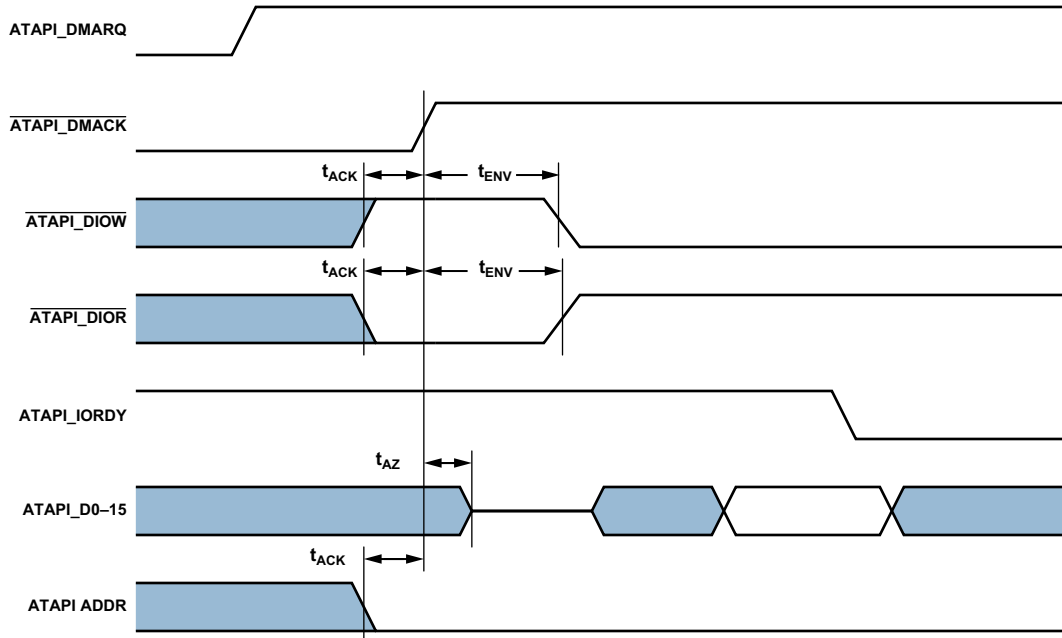 ATAPI_DMARQ
ATAPI_DMACK
tACK
tENV
ATAPI_DIOW
tACK
tENV
ATAPI_DIOR
ATAPI_IORDY
tAZ
ATAPI_D0–15
tACK
ATAPI ADDR